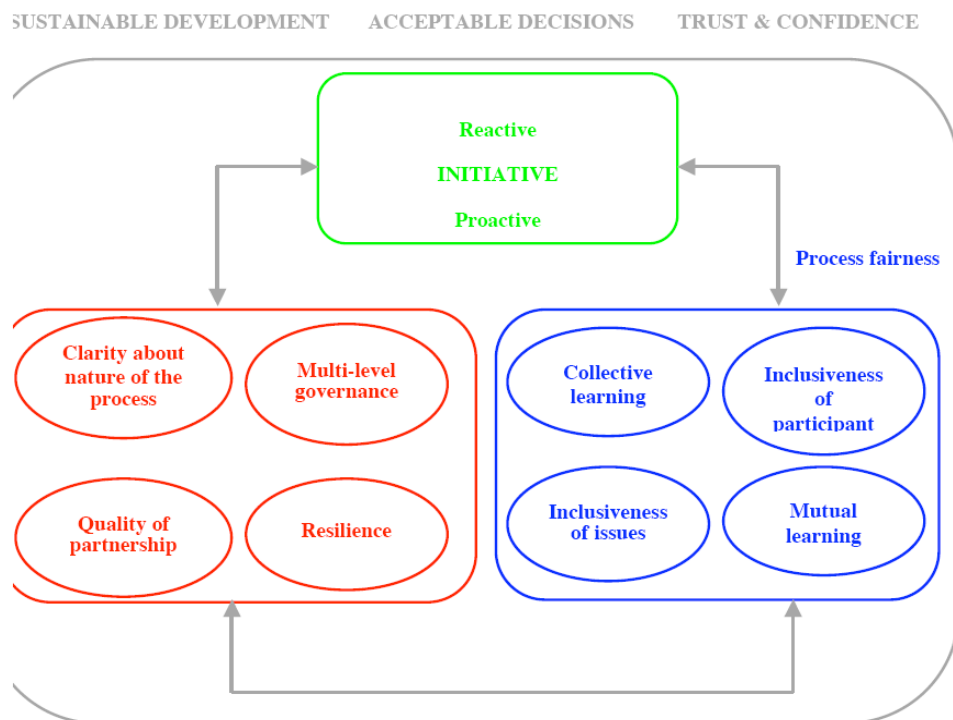 SUSTAINABLE DEVELOPMENT ACCEPTABLE DECISIONS TRUST & CONFIDENCE
Reactive
INITIATIVE
Proactive
Process fairness
Clarity about
nature of the
process
Multi-level
governance
Collective
learning
Inclusiveness
of
participant
Quality of
partnership
Resilience
Inclusiveness
of issues
Mutual
learning